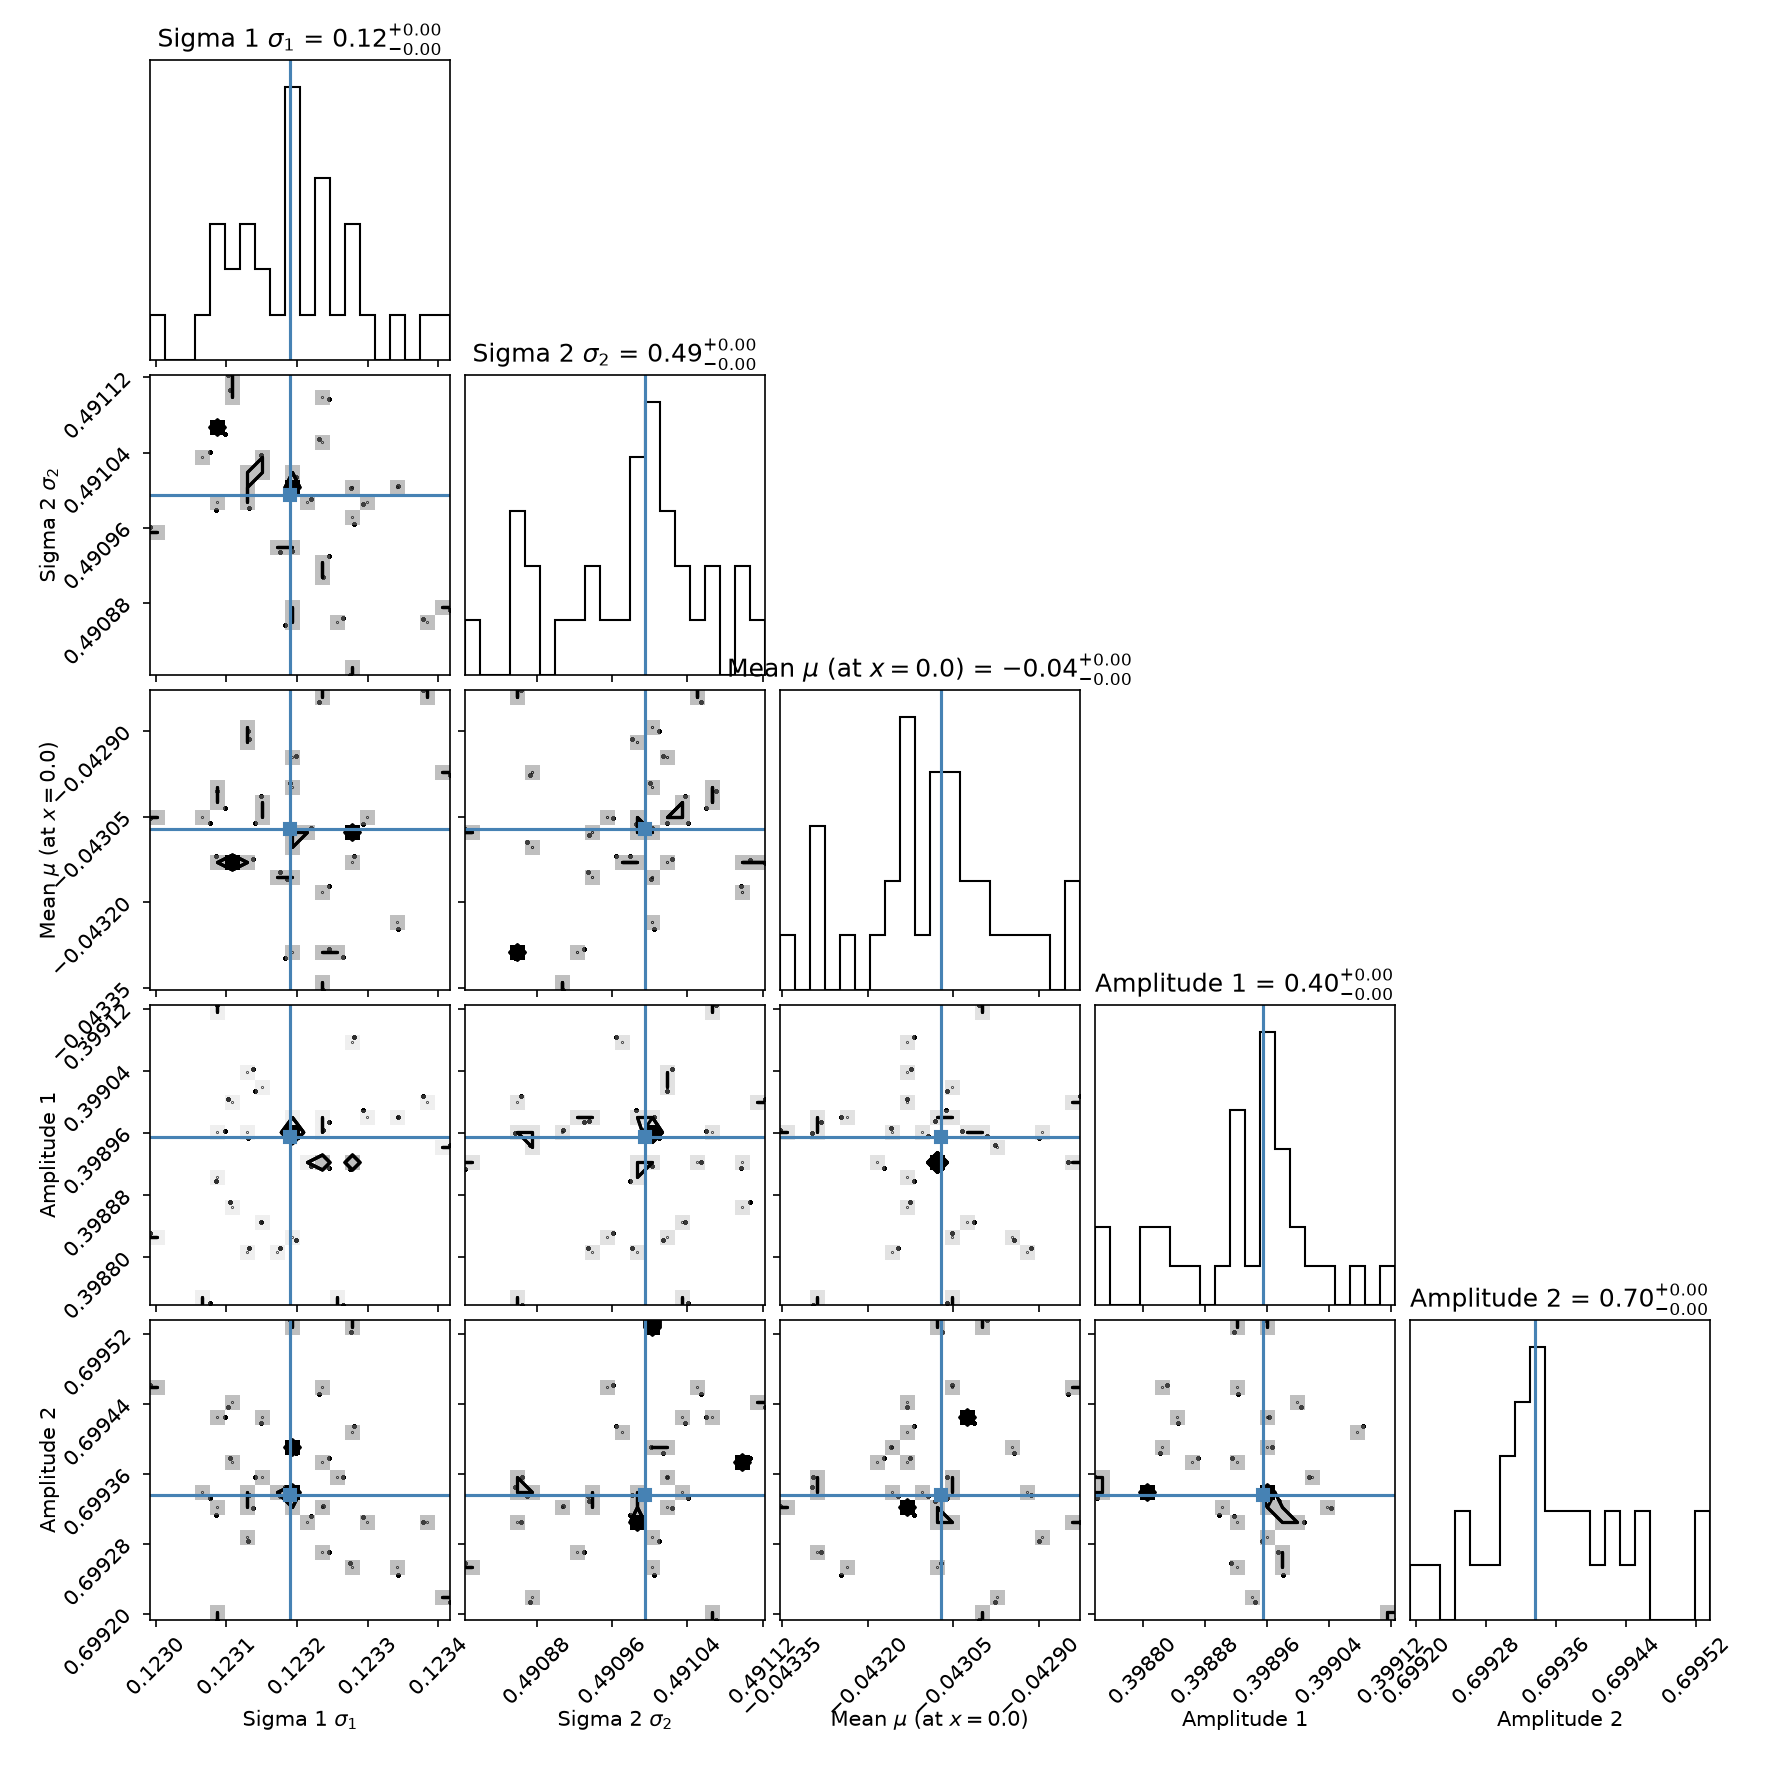 Sigma 1 σ₁ = 0.12+0.00−0.00
Sigma 2 σ₂ = 0.49+0.00−0.00
0.49112
0.49104
0.49096
0.49088
Sigma 2 σ₂
Mean μ (at x = 0.0) = −0.04+0.00−0.00
−0.04290
−0.04305
−0.04320
−0.04335
Mean μ (at x = 0.0)
Amplitude 1 = 0.40+0.00−0.00
0.39912
0.39904
0.39896
0.39888
0.39880
Amplitude 1
Amplitude 2 = 0.70+0.00−0.00
0.69952
0.69944
0.69936
0.69928
0.69920
Amplitude 2
0.1230 0.1231 0.1232 0.1233 0.1234
Sigma 1 σ₁
0.49088 0.49096 0.49104 0.49112
Sigma 2 σ₂
−0.04335 −0.04320 −0.04305 −0.04290
Mean μ (at x = 0.0)
0.39880 0.39888 0.39896 0.39904 0.39912
Amplitude 1
0.69920 0.69928 0.69936 0.69944 0.69952
Amplitude 2